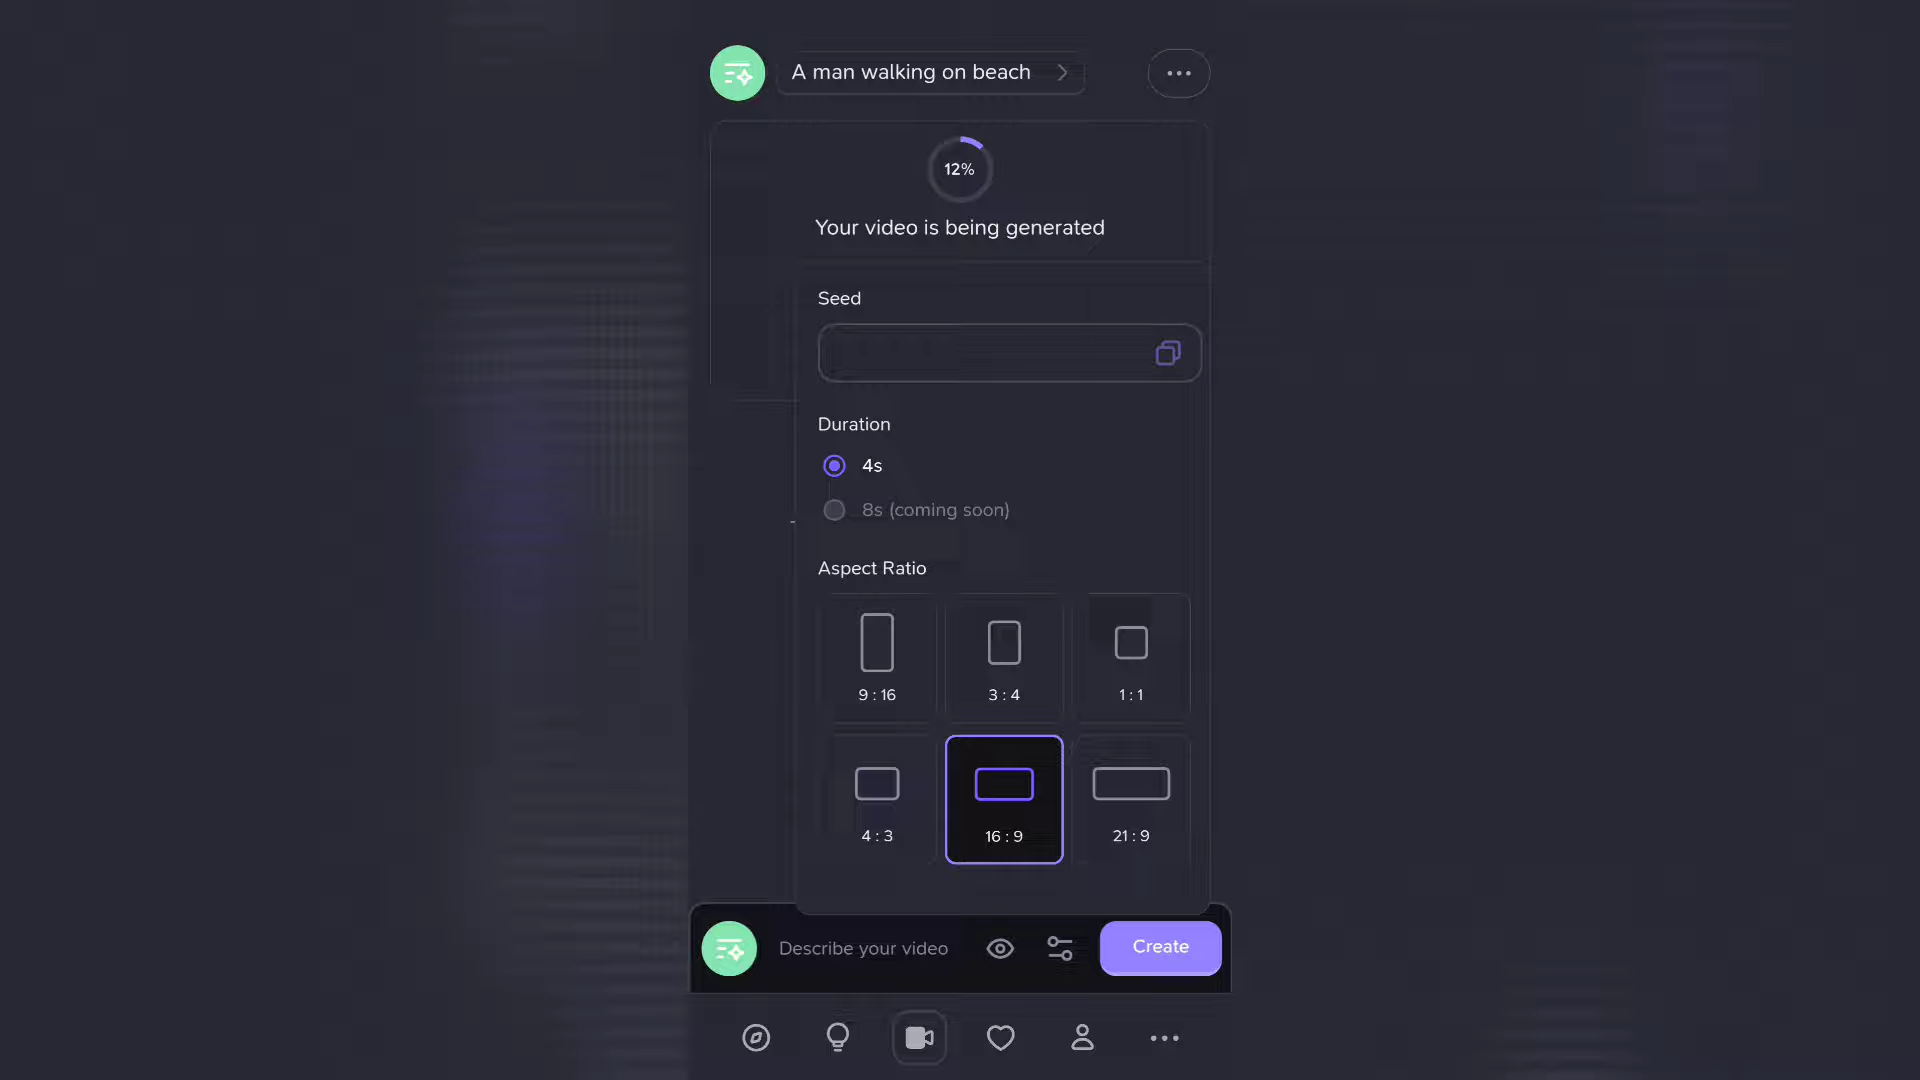 A man walking on beach
12%
Your video is being generated
Seed
Duration
4s
8s (coming soon)
Aspect Ratio
9 : 16
3 : 4
1 : 1
4 : 3
16 : 9
21 : 9
Describe your video
Create